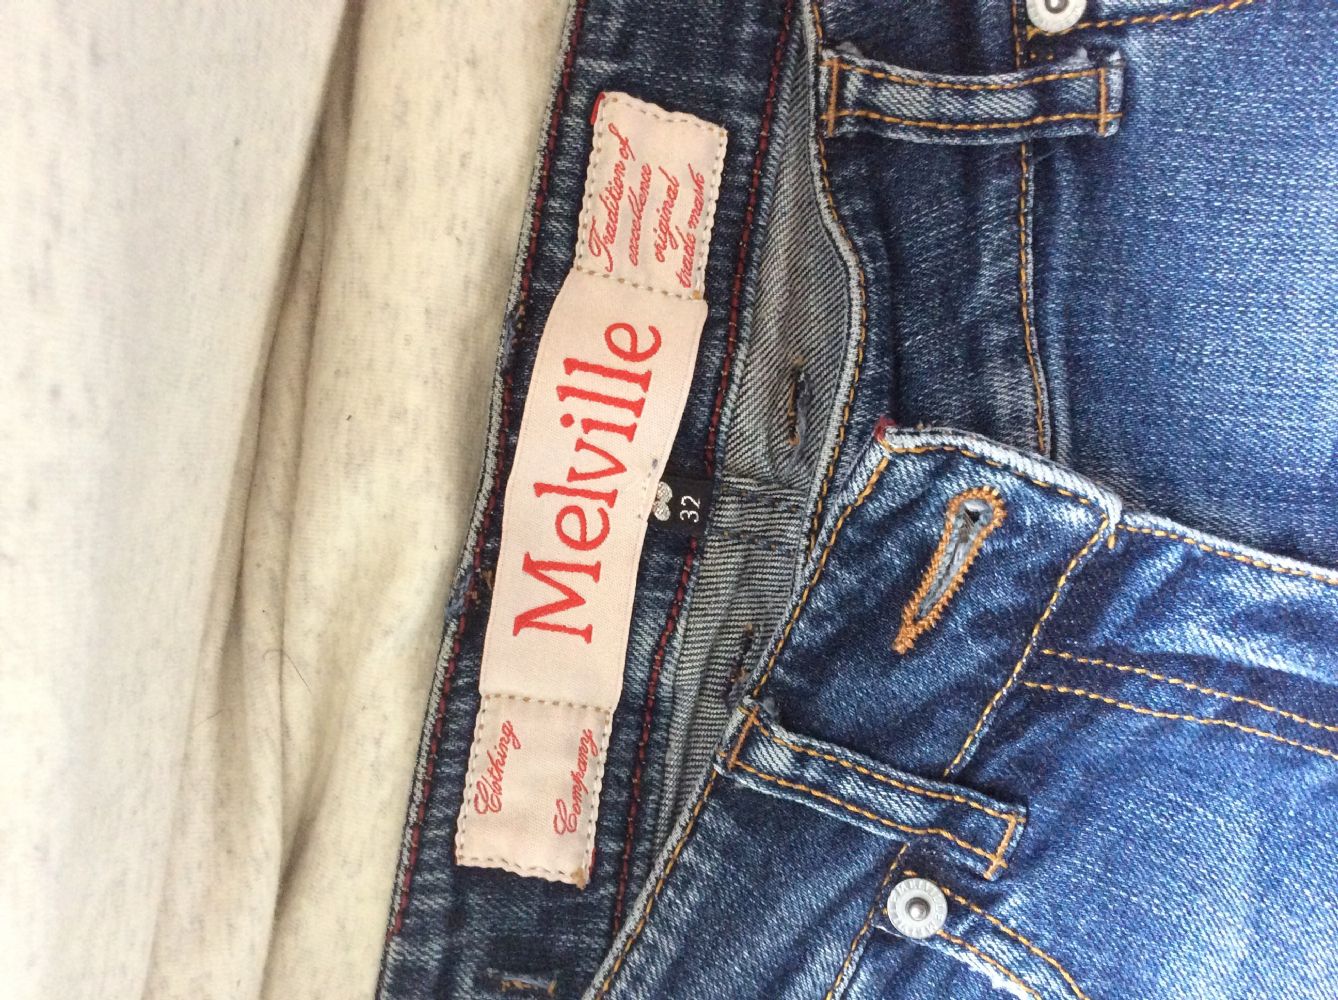 Clothing
Company
Melville
Tradition of
excellence
original
trade mark
32